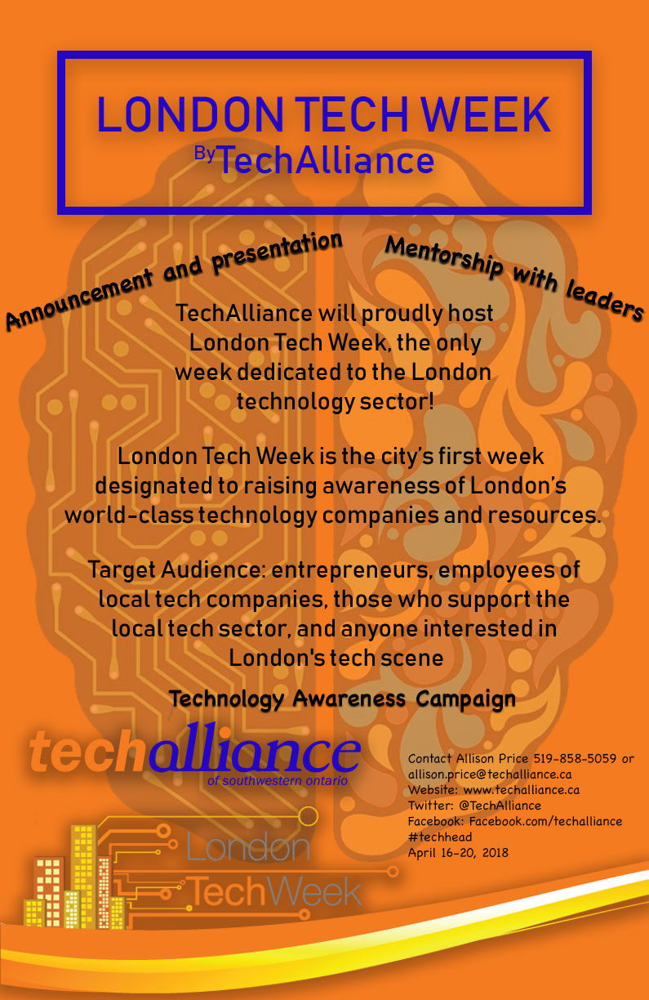 LONDON TECH WEEK
By TechAlliance
Announcement and presentation
Mentorship with leaders
TechAlliance will proudly host
London Tech Week, the only
week dedicated to the London
technology sector!
London Tech Week is the city’s first week
designated to raising awareness of London’s
world-class technology companies and resources.
Target Audience: entrepreneurs, employees of
local tech companies, those who support the
local tech sector, and anyone interested in
London's tech scene
Technology Awareness Campaign
techalliance
of southwestern ontario
Contact Allison Price 519-858-5059 or
allison.price@techalliance.ca
Website: www.techalliance.ca
Twitter: @TechAlliance
Facebook: Facebook.com/techalliance
#techhead
April 16-20, 2018
London
TechWeek